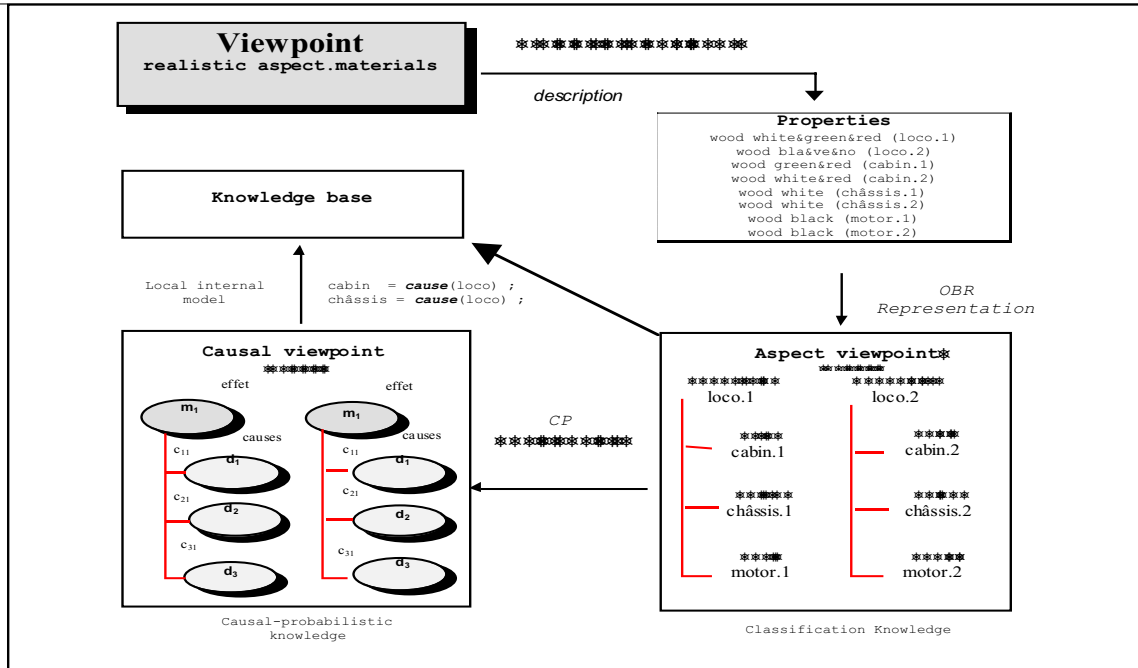 Viewpoint
realistic aspect.materials
description
Properties
wood white&green&red (loco.1)
wood bla&ve&no (loco.2)
wood green&red (cabin.1)
wood white&red (cabin.2)
wood white (châssis.1)
wood white (châssis.2)
wood black (motor.1)
wood black (motor.2)
Knowledge base
Local internal
model
cabin = cause(loco) ;
châssis = cause(loco) ;
OBR
Representation
Causal viewpoint
effet
effet
m₁
m₁
causes
causes
c₁₁
c₁₁
d₁
d₁
c₂₁
c₂₁
d₂
d₂
c₃₁
c₃₁
d₃
d₃
Causal-probabilistic
knowledge
CP
Aspect viewpoint
loco.1
loco.2
cabin.1
cabin.2
châssis.1
châssis.2
motor.1
motor.2
Classification Knowledge